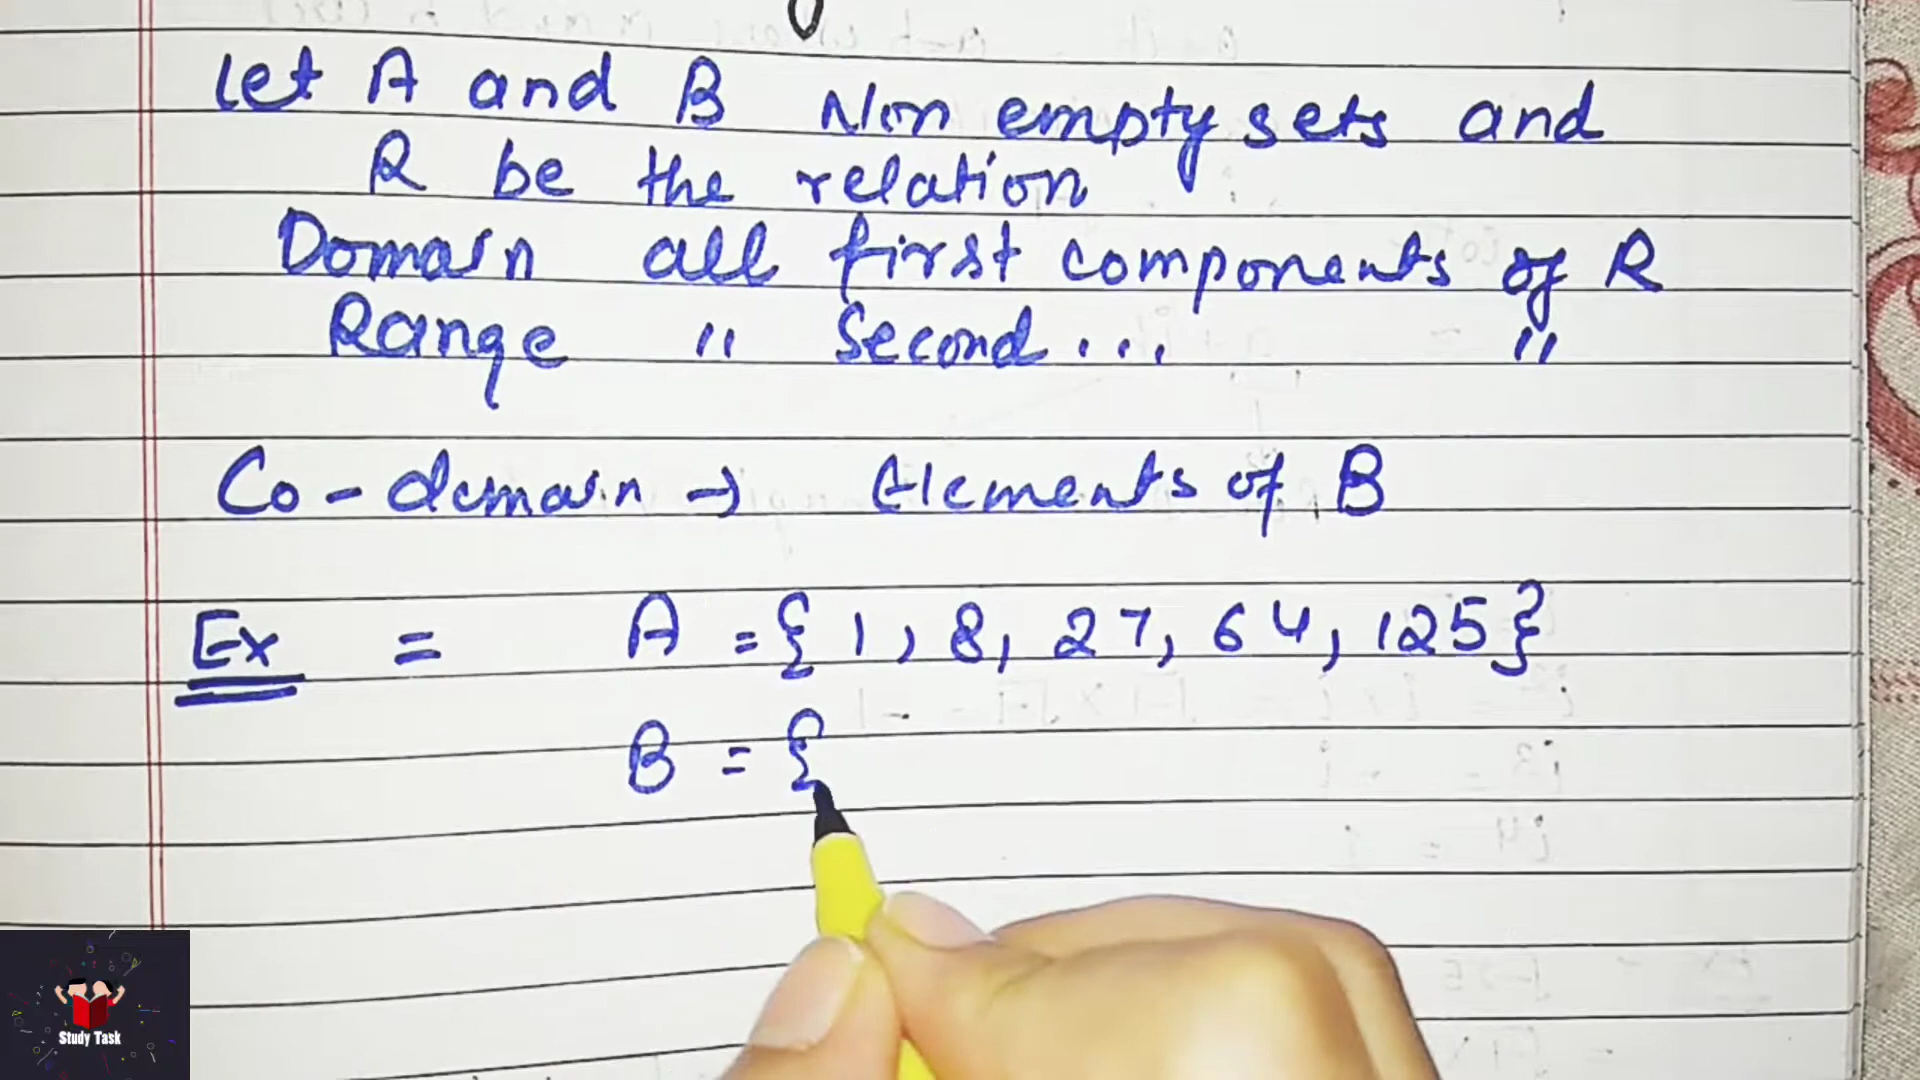 let A and B Non empty sets and
R be the relation
Domain all first components of R
Range " Second ... "
Co-domain → Elements of B
Ex = A = {1, 8, 27, 64, 125}
B = {
Study Task